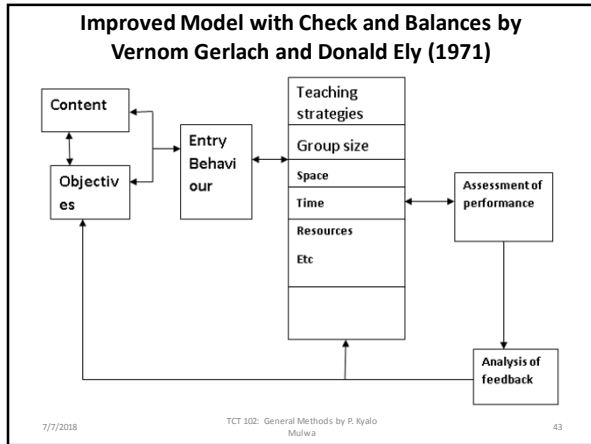 Improved Model with Check and Balances by
Vernom Gerlach and Donald Ely (1971)
Content
Objectiv
es
Entry
Behavi
our
Teaching
strategies
Group size
Space
Time
Resources
Etc
Assessment of
performance
Analysis of
feedback
7/7/2018
TCT 102: General Methods by P. Kyalo
Mulwa
43